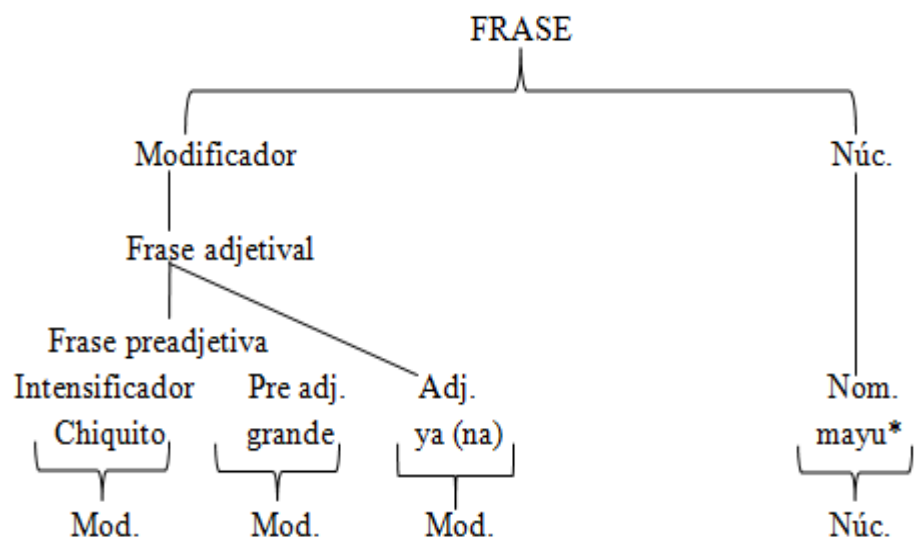 FRASE
Modificador Núc.
Frase adjetival
Frase preadjetiva
Intensificador Pre adj. Adj. Nom.
Chiquito grande ya (na) mayu*
Mod. Mod. Mod. Núc.